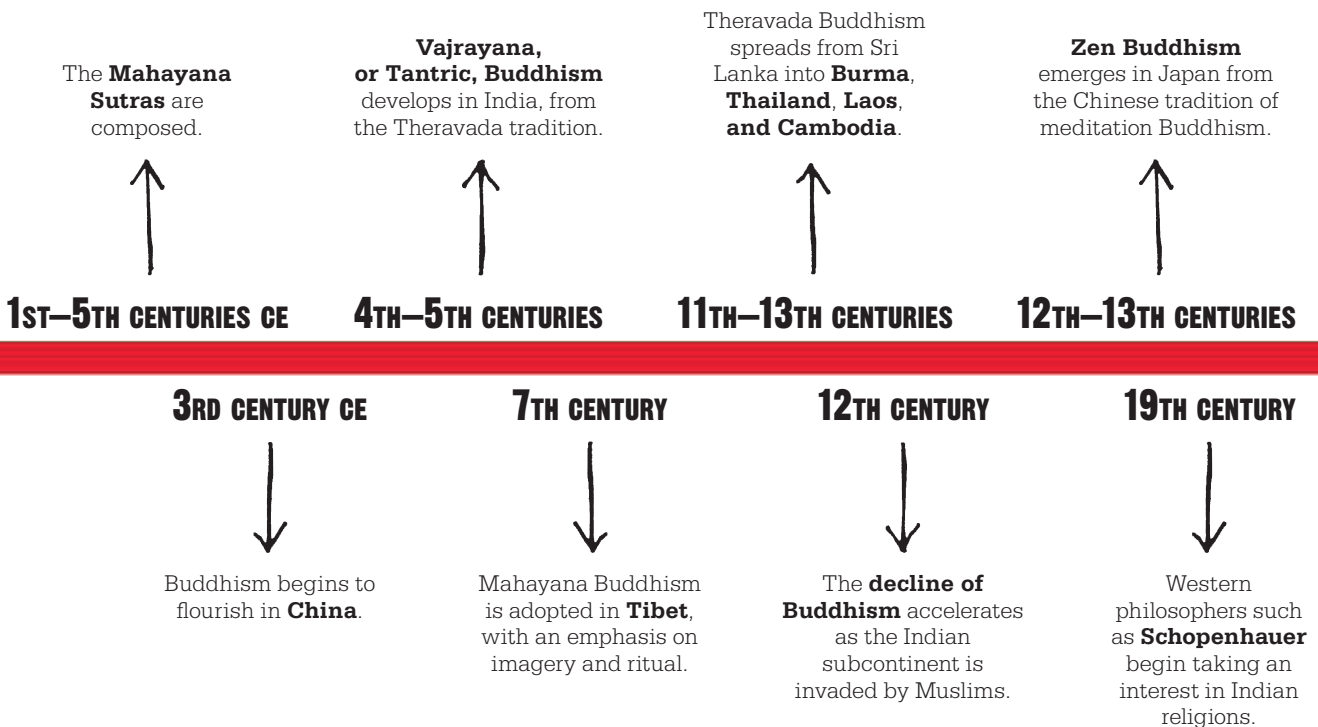 The Mahayana
Sutras are
composed.
Vajrayana,
or Tantric, Buddhism
develops in India, from
the Theravada tradition.
Theravada Buddhism
spreads from Sri
Lanka into Burma,
Thailand, Laos,
and Cambodia.
Zen Buddhism
emerges in Japan from
the Chinese tradition of
meditation Buddhism.
1ST–5TH CENTURIES CE
4TH–5TH CENTURIES
11TH–13TH CENTURIES
12TH–13TH CENTURIES
3RD CENTURY CE
7TH CENTURY
12TH CENTURY
19TH CENTURY
Buddhism begins to
flourish in China.
Mahayana Buddhism
is adopted in Tibet,
with an emphasis on
imagery and ritual.
The decline of
Buddhism accelerates
as the Indian
subcontinent is
invaded by Muslims.
Western
philosophers such
as Schopenhauer
begin taking an
interest in Indian
religions.